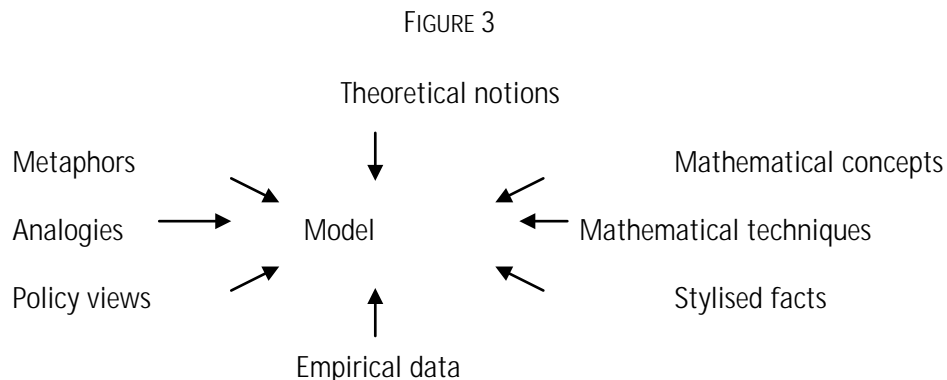 FIGURE 3
Theoretical notions
Metaphors Mathematical concepts
Analogies Model Mathematical techniques
Policy views Stylised facts
Empirical data